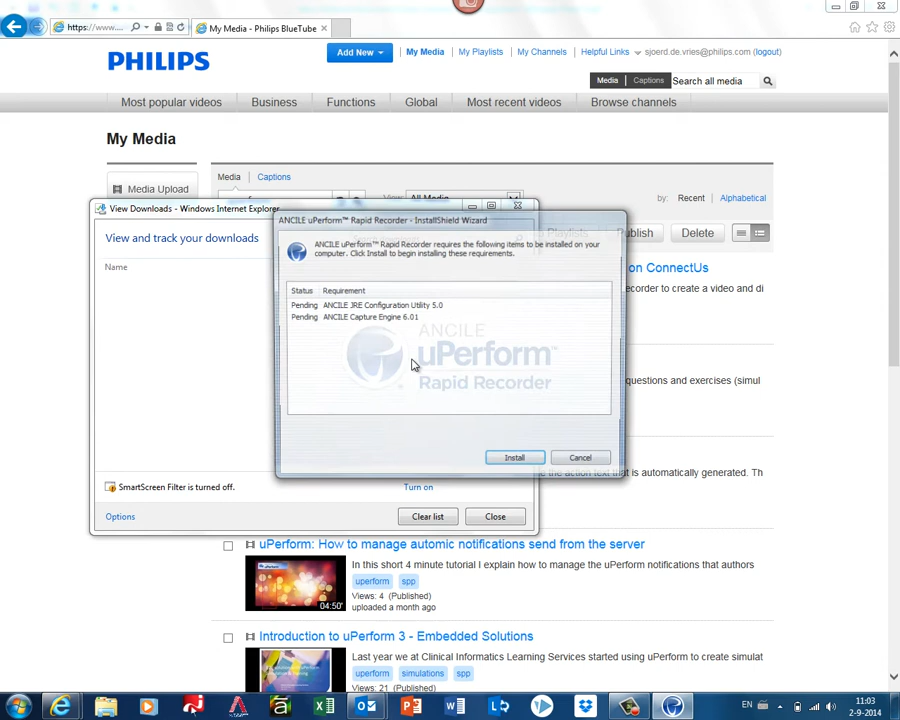 https://www....
My Media - Philips BlueTube
PHILIPS
Add New
My Media
My Playlists
My Channels
Helpful Links
sjoerd.de.vries@philips.com (logout)
Media
Captions
Search all media
Most popular videos
Business
Functions
Global
Most recent videos
Browse channels
My Media
Media
Captions
Media Upload
View:
All Media
by:
Recent
Alphabetical
View Downloads - Windows Internet Explorer
ANCILE uPerform™ Rapid Recorder - InstallShield Wizard
View and track your downloads
Playlists
Publish
Delete
ANCILE uPerform™ Rapid Recorder requires the following items to be installed on your
computer. Click Install to begin installing these requirements.
Name
on ConnectUs
ecorder to create a video and di
Status
Requirement
Pending ANCILE JRE Configuration Utility 5.0
Pending ANCILE Capture Engine 6.01
ANCILE
uPerform™
Rapid Recorder
questions and exercises (simul
Install
Cancel
e the action text that is automatically generated. Th
SmartScreen Filter is turned off.
Turn on
Options
Clear list
Close
uPerform: How to manage automic notifications send from the server
In this short 4 minute tutorial I explain how to manage the uPerform notifications that authors
uperform
spp
Views: 4 (Published)
uploaded a month ago
04:50
Introduction to uPerform 3 - Embedded Solutions
Last year we at Clinical Informatics Learning Services started using uPerform to create simulat
uperform
simulations
spp
Views: 21 (Published)
EN
11:03
2-9-2014